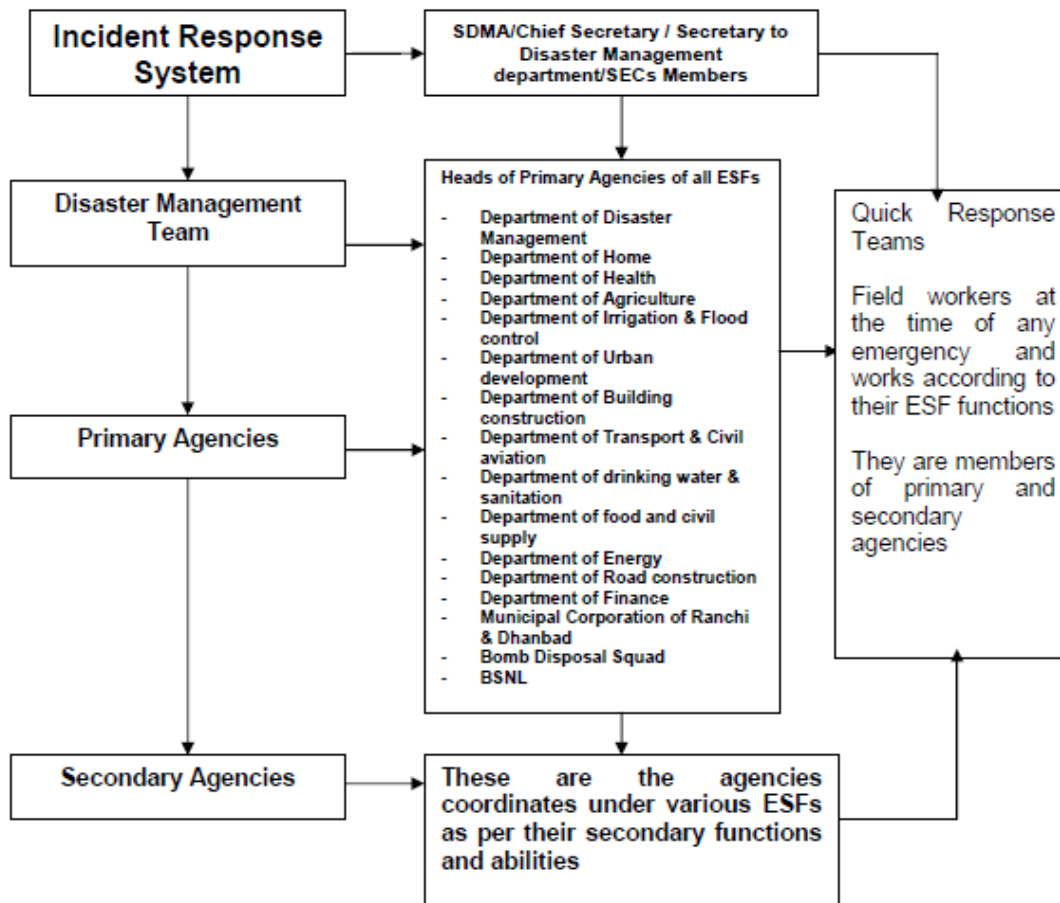 Incident Response
System
SDMA/Chief Secretary / Secretary to
Disaster Management
department/SECs Members
Disaster Management
Team
Heads of Primary Agencies of all ESFs
- Department of Disaster
Management
- Department of Home
- Department of Health
- Department of Agriculture
- Department of Irrigation & Flood
control
- Department of Urban
development
- Department of Building
construction
- Department of Transport & Civil
aviation
- Department of drinking water &
sanitation
- Department of food and civil
supply
- Department of Energy
- Department of Road construction
- Department of Finance
- Municipal Corporation of Ranchi
& Dhanbad
- Bomb Disposal Squad
- BSNL
Quick Response
Teams
Field workers at
the time of any
emergency and
works according to
their ESF functions
They are members
of primary and
secondary
agencies
Primary Agencies
Secondary Agencies
These are the agencies
coordinates under various ESFs
as per their secondary functions
and abilities